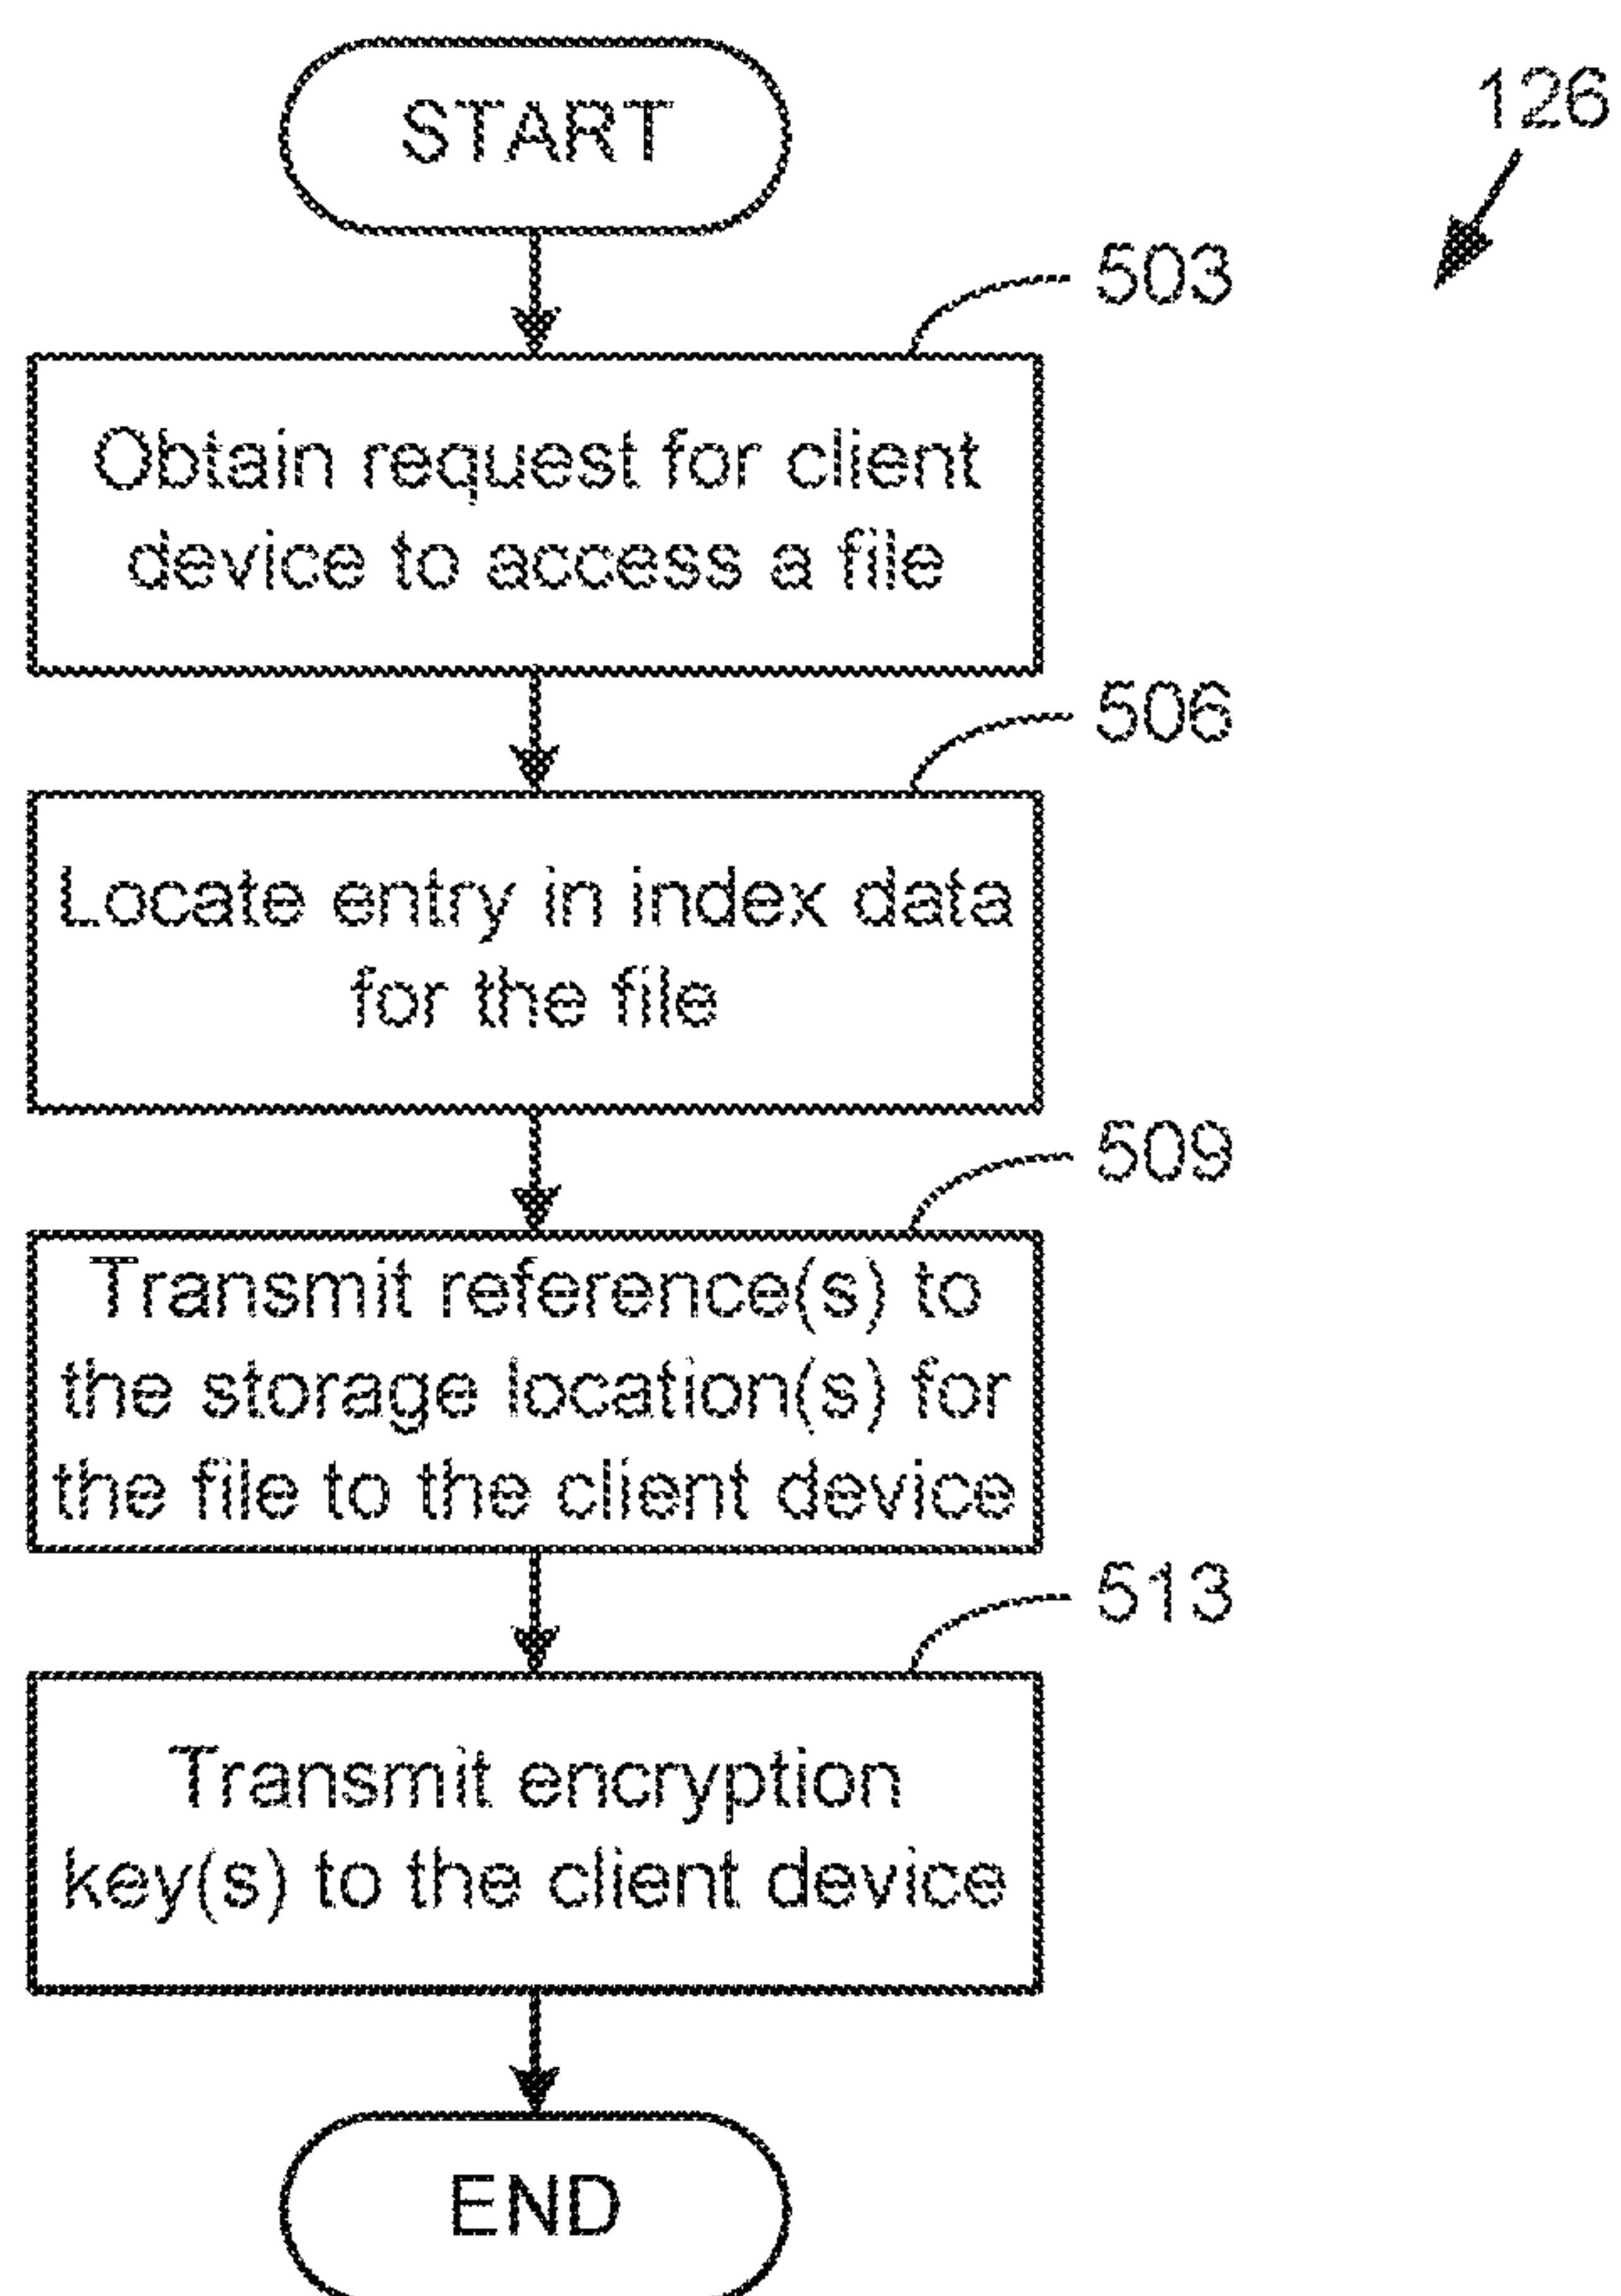 START
126
503
Obtain request for client
device to access a file
506
Locate entry in index data
for the file
509
Transmit reference(s) to
the storage location(s) for
the file to the client device
513
Transmit encryption
key(s) to the client device
END